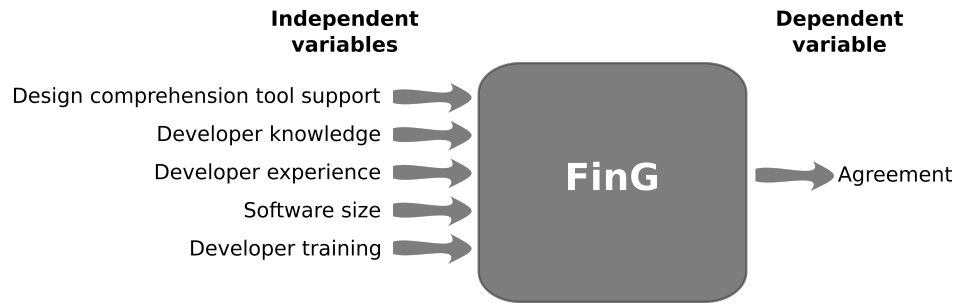 Independent
variables
Dependent
variable
Design comprehension tool support
Developer knowledge
Developer experience
Software size
Developer training
FinG
Agreement